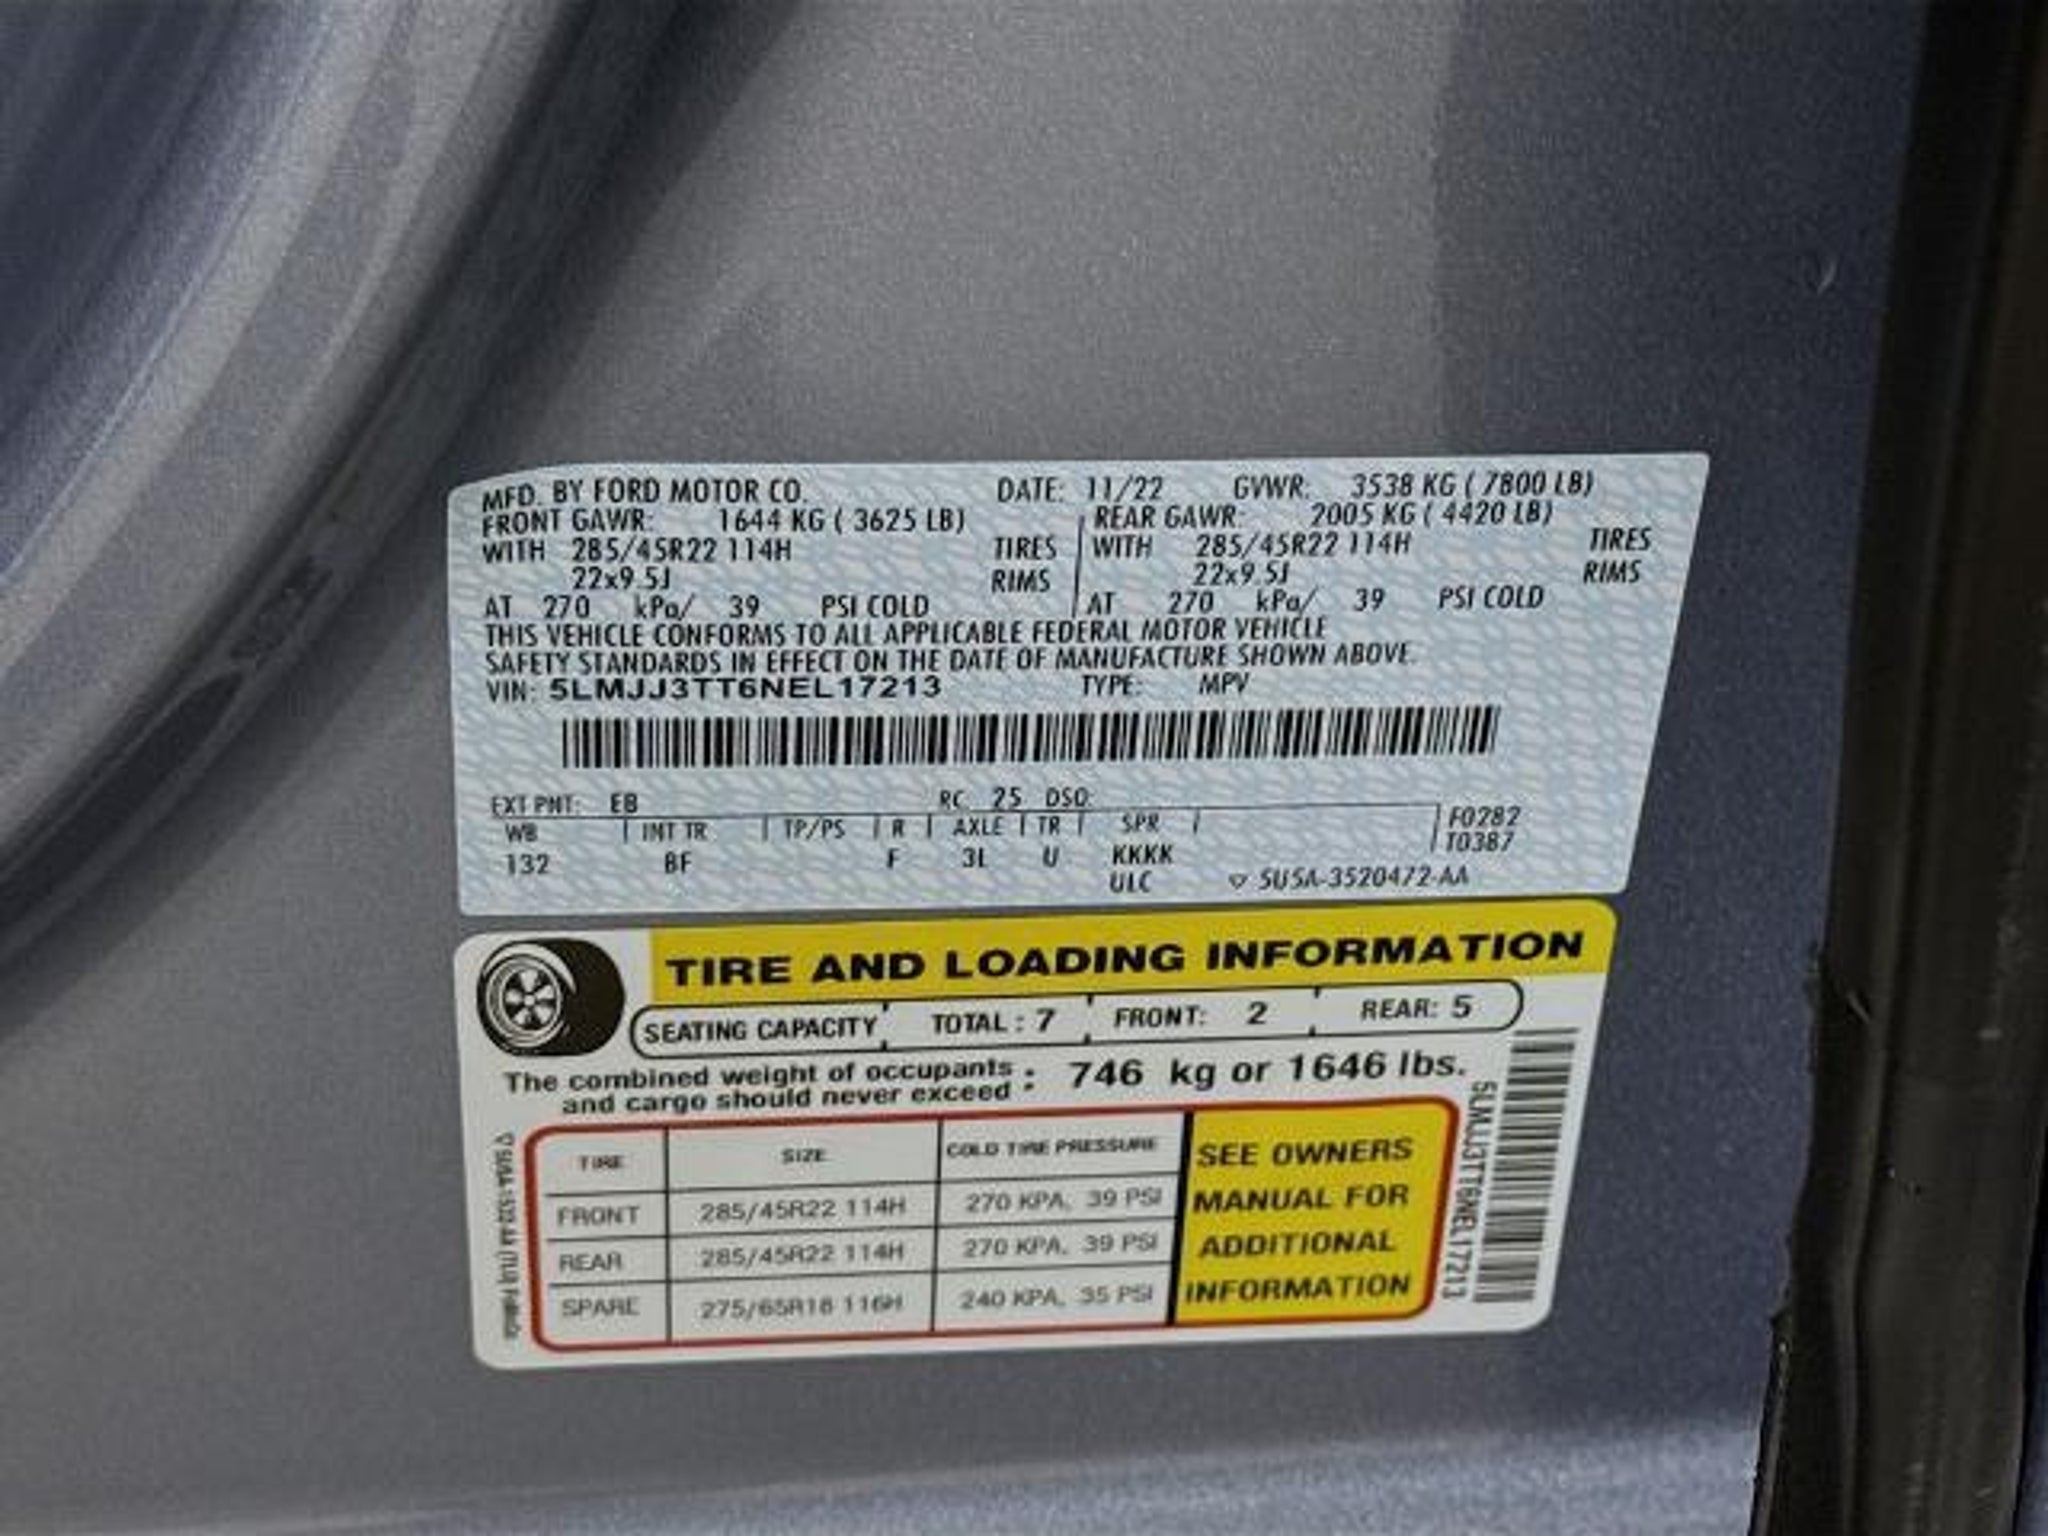 MFD. BY FORD MOTOR CO. DATE: 11/22 GVWR: 3538 KG ( 7800 LB)
FRONT GAWR: 1644 KG ( 3625 LB) REAR GAWR: 2005 KG ( 4420 LB)
WITH 285/45R22 114H TIRES WITH 285/45R22 114H TIRES
22x9.5J RIMS 22x9.5J RIMS
AT 270 kPa/ 39 PSI COLD AT 270 kPa/ 39 PSI COLD
THIS VEHICLE CONFORMS TO ALL APPLICABLE FEDERAL MOTOR VEHICLE
SAFETY STANDARDS IN EFFECT ON THE DATE OF MANUFACTURE SHOWN ABOVE.
VIN: 5LMJJ3TT6NEL17213 TYPE: MPV
EXT PNT: EB RC: 25 DSO:
WB INT TR TP/PS R AXLE TR SPR F0282
T0387
132 BF F 3L U KKKK
ULC ▽ 5U5A-3520472-AA
TIRE AND LOADING INFORMATION
SEATING CAPACITY TOTAL : 7 FRONT: 2 REAR: 5
The combined weight of occupants : 746 kg or 1646 lbs.
and cargo should never exceed :
TIRE SIZE COLD TIRE PRESSURE
FRONT 285/45R22 114H 270 KPA, 39 PSI
REAR 285/45R22 114H 270 KPA, 39 PSI
SPARE 275/65R18 116H 240 KPA, 35 PSI
SEE OWNERS
MANUAL FOR
ADDITIONAL
INFORMATION
5LMJJ3TT6NEL17213